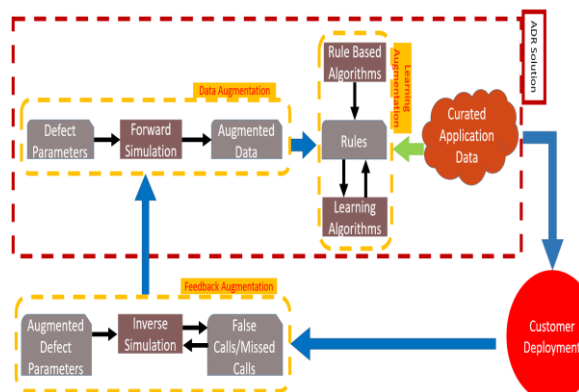 ADR Solution
Rule Based
Algorithms
Learning
Augmentation
Data Augmentation
Defect
Parameters
Forward
Simulation
Augmented
Data
Rules
Curated
Application
Data
Learning
Algorithms
Feedback Augmentation
Augmented
Defect
Parameters
Inverse
Simulation
False
Calls/Missed
Calls
Customer
Deployment